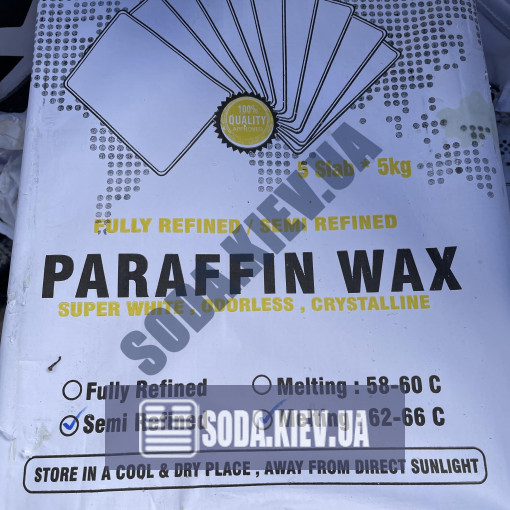 100%
QUALITY
APPROVED
5 Slab * 5kg
FULLY REFINED / SEMI REFINED
PARAFFIN WAX
SUPER WHITE , ODORLESS , CRYSTALLINE
Fully Refined Melting : 58-60 C
Semi Refined Melting : 62-66 C
STORE IN A COOL & DRY PLACE , AWAY FROM DIRECT SUNLIGHT
SODA.KIEV.UA
SODA.KIEV.UA